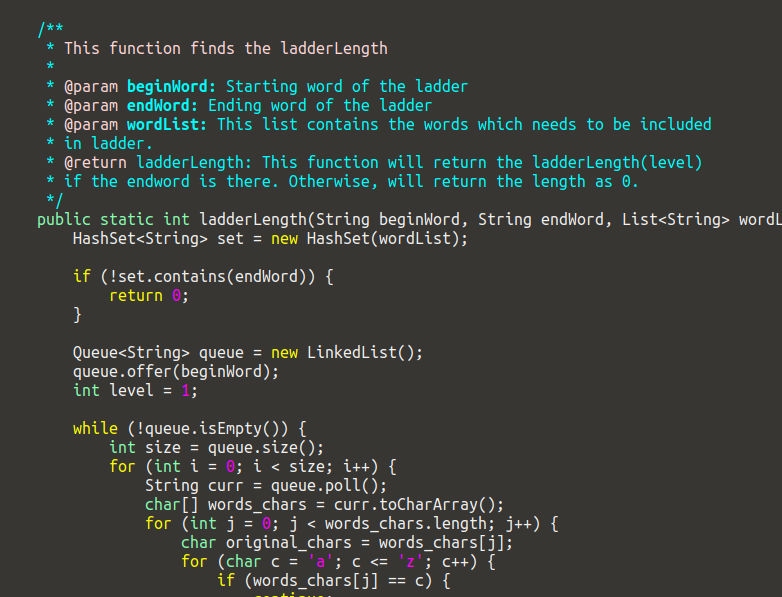 /**
 * This function finds the ladderLength
 *
 * @param beginWord: Starting word of the ladder
 * @param endWord: Ending word of the ladder
 * @param wordList: This list contains the words which needs to be included
 * in ladder.
 * @return ladderLength: This function will return the ladderLength(level)
 * if the endword is there. Otherwise, will return the length as 0.
 */
public static int ladderLength(String beginWord, String endWord, List<String> wordL
    HashSet<String> set = new HashSet(wordList);

    if (!set.contains(endWord)) {
        return 0;
    }

    Queue<String> queue = new LinkedList();
    queue.offer(beginWord);
    int level = 1;

    while (!queue.isEmpty()) {
        int size = queue.size();
        for (int i = 0; i < size; i++) {
            String curr = queue.poll();
            char[] words_chars = curr.toCharArray();
            for (int j = 0; j < words_chars.length; j++) {
                char original_chars = words_chars[j];
                for (char c = 'a'; c <= 'z'; c++) {
                    if (words_chars[j] == c) {